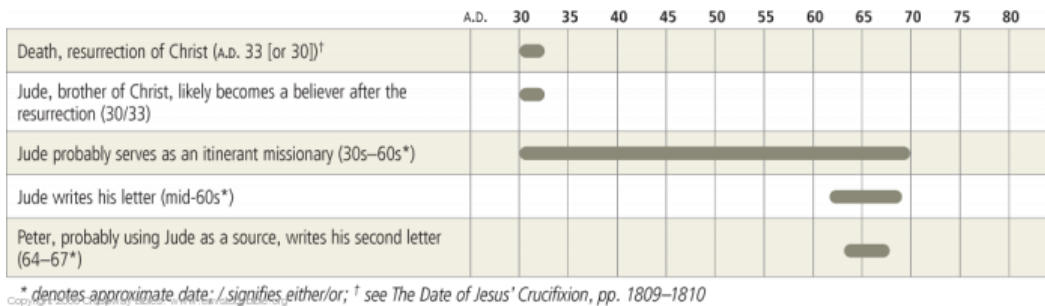 A.D. 30 35 40 45 50 55 60 65 70 75 80
Death, resurrection of Christ (A.D. 33 [or 30])†
Jude, brother of Christ, likely becomes a believer after the
resurrection (30/33)
Jude probably serves as an itinerant missionary (30s–60s*)
Jude writes his letter (mid-60s*)
Peter, probably using Jude as a source, writes his second letter
(64–67*)
* denotes approximate date; / signifies either/or; † see The Date of Jesus’ Crucifixion, pp. 1809–1810